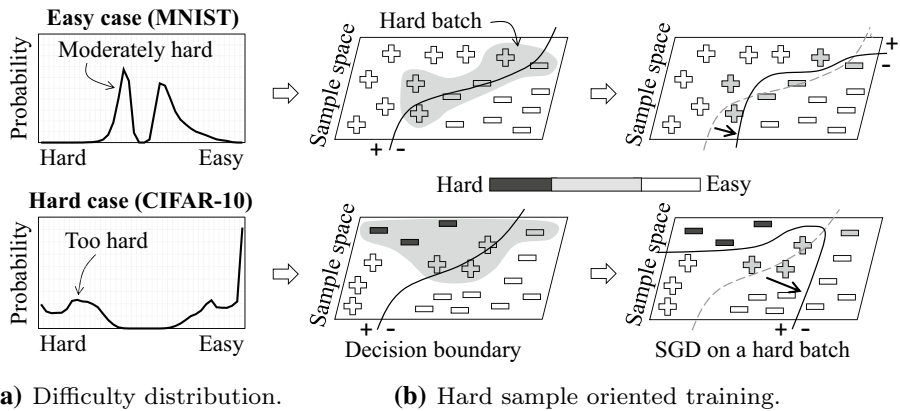 Easy case (MNIST)
Probability
Moderately hard
Hard Easy
Hard batch
Sample space
+ -
Sample space
+
-
Hard Easy
Hard case (CIFAR-10)
Probability
Too hard
Hard Easy
Sample space
+ -
Decision boundary
Sample space
+ -
SGD on a hard batch
a) Difficulty distribution.
(b) Hard sample oriented training.